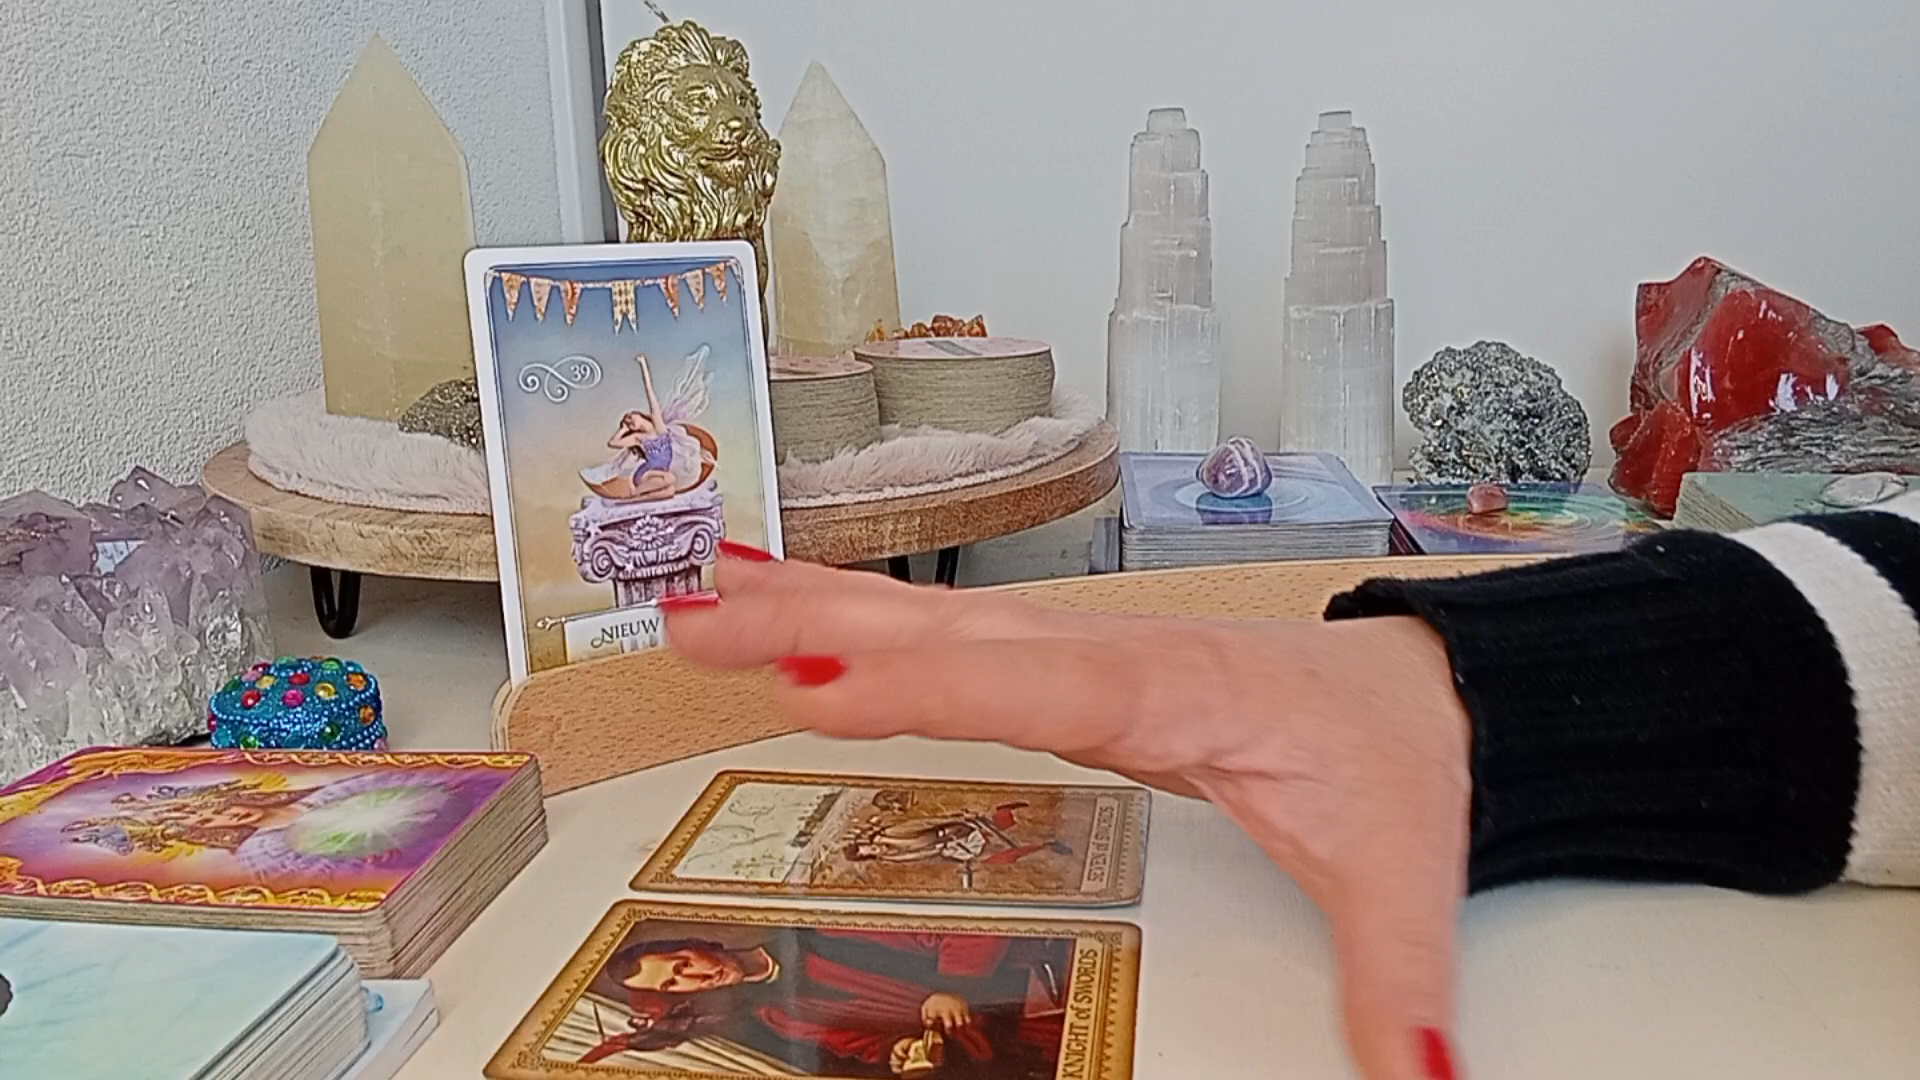 39
NIEUW
SEVEN of SWORDS
KNIGHT of SWORDS